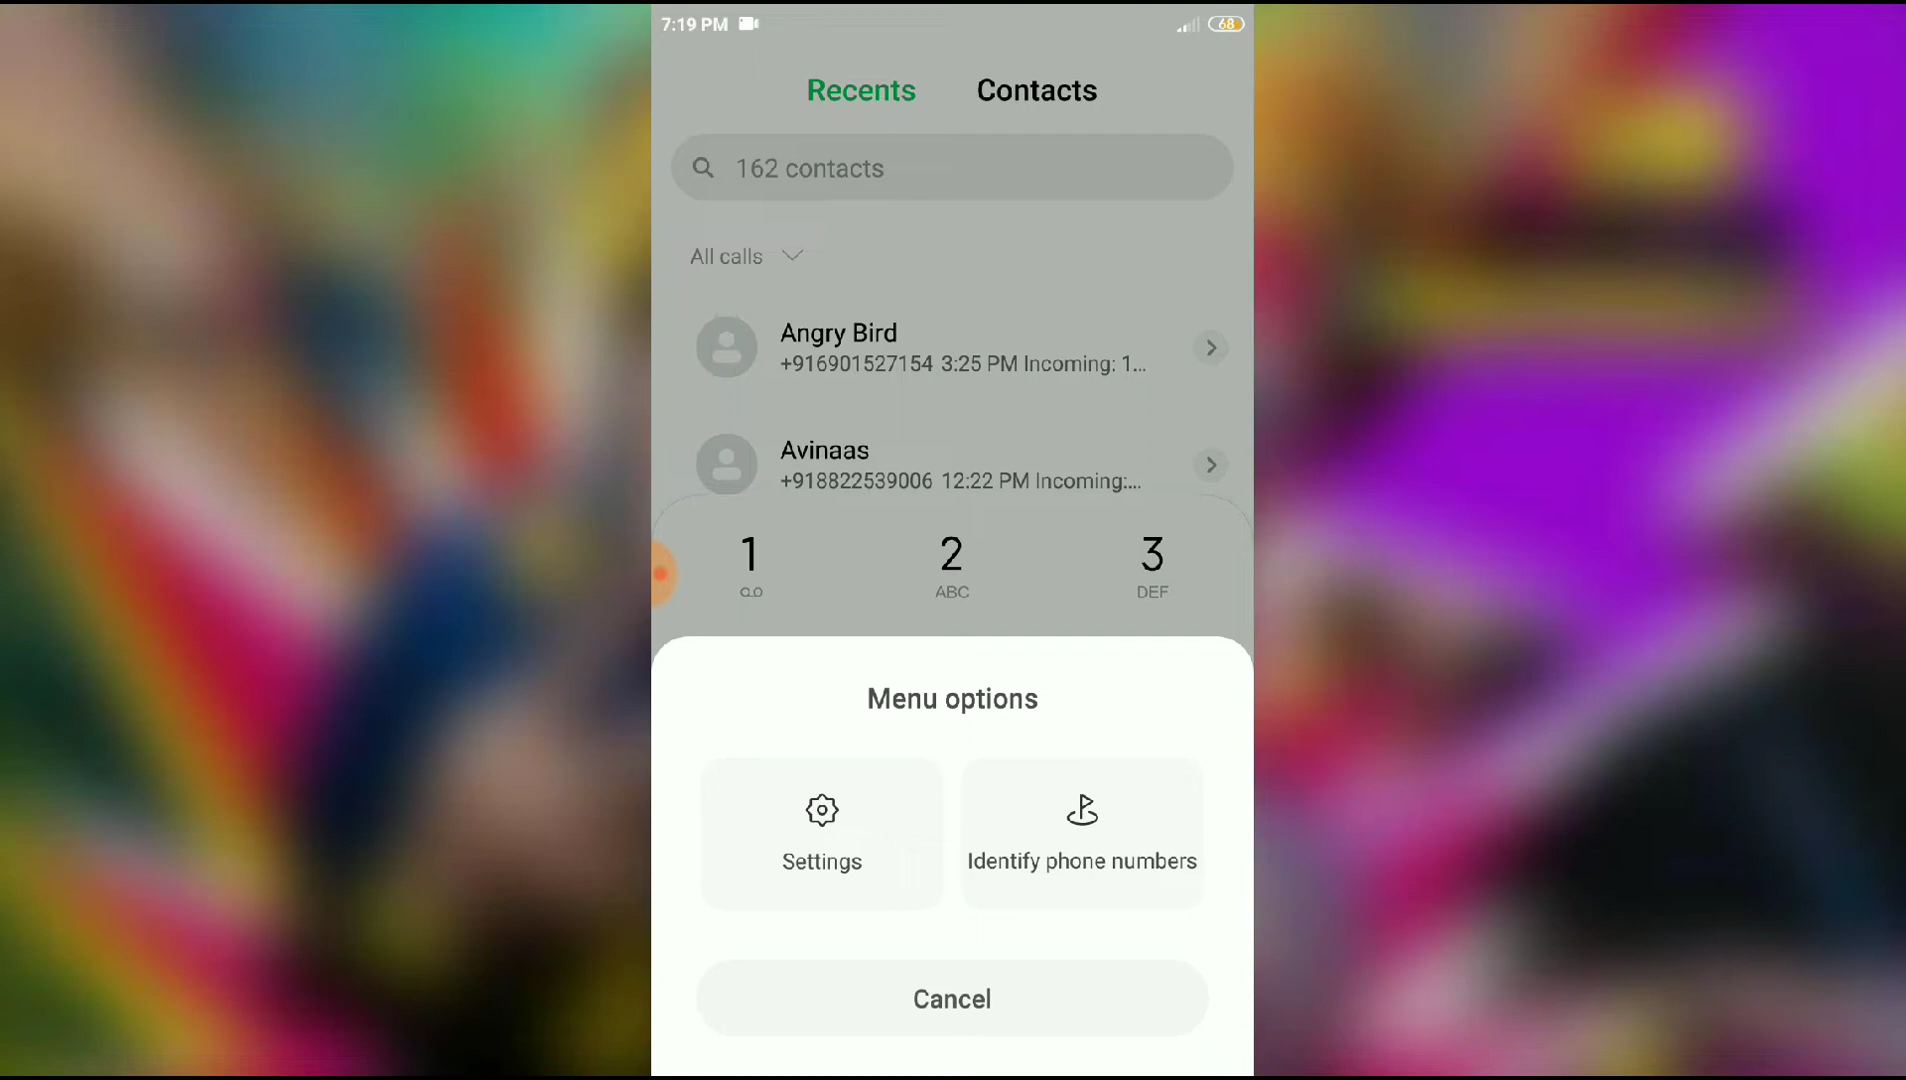 7:19 PM 68
Recents Contacts
162 contacts
All calls
Angry Bird
+916901527154 3:25 PM Incoming: 1...
Avinaas
+918822539006 12:22 PM Incoming:...
1 2 3
ABC DEF
Menu options
Settings Identify phone numbers
Cancel